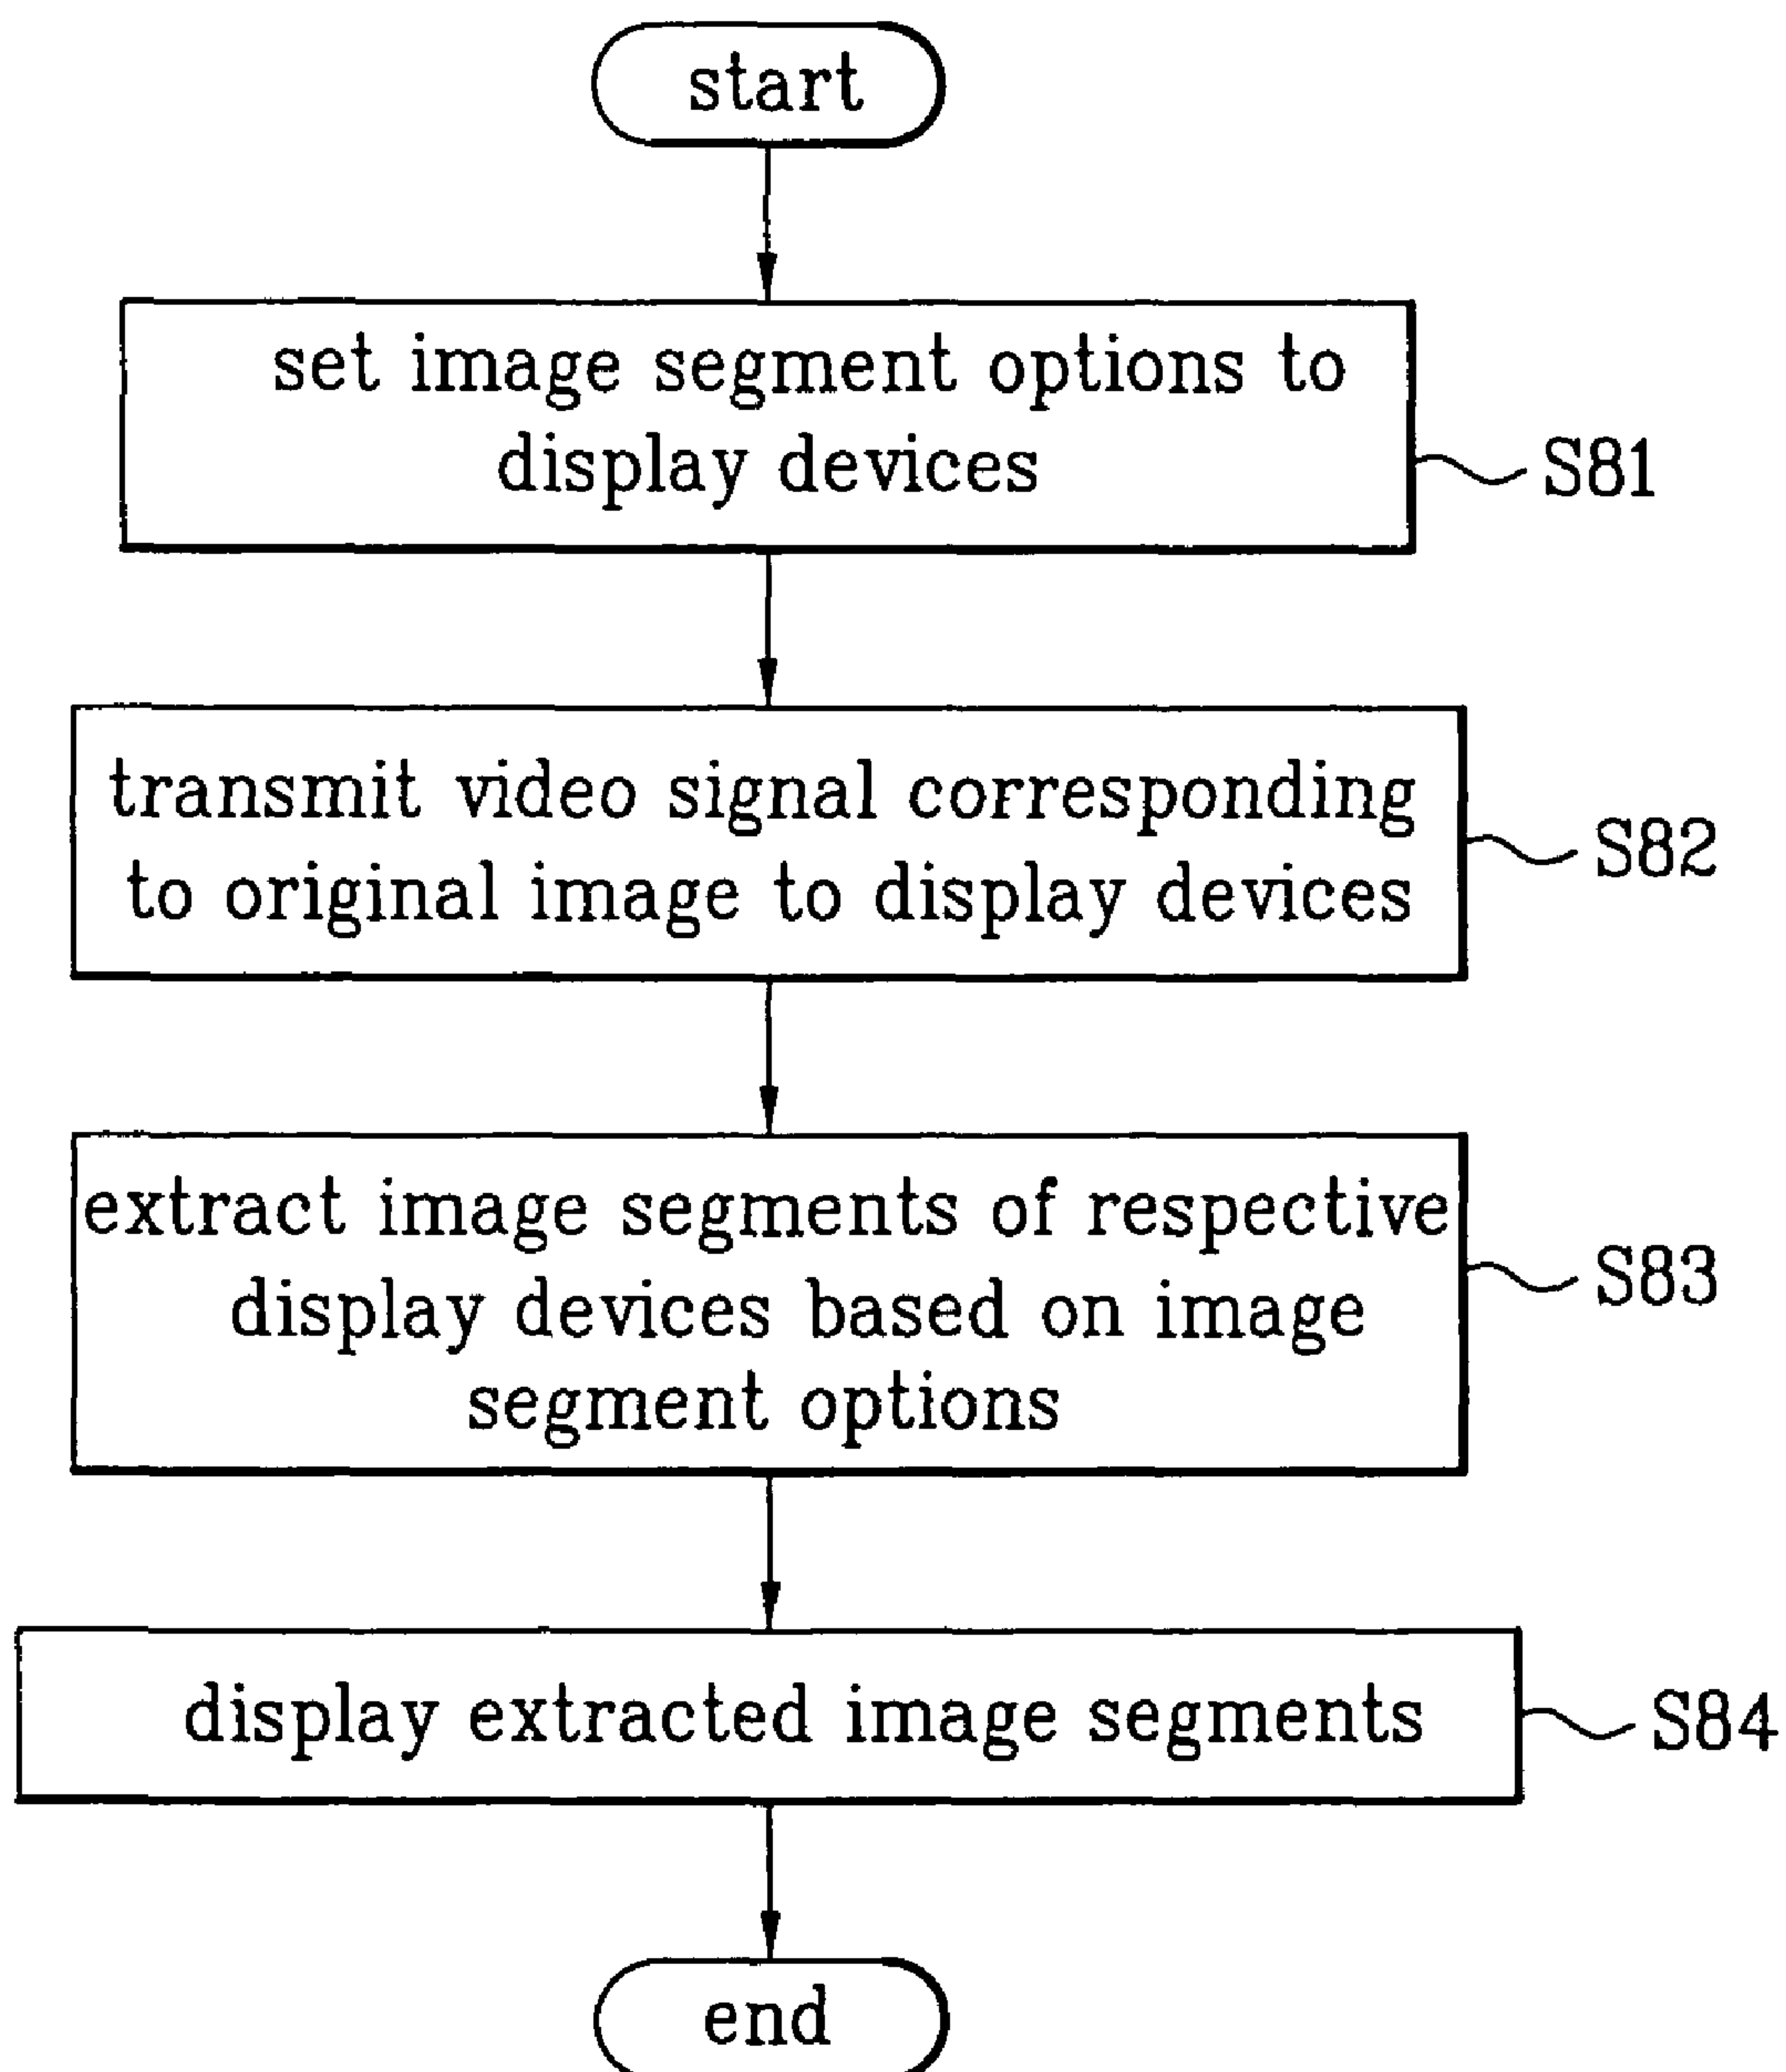 start
set image segment options to
display devices
S81
transmit video signal corresponding
to original image to display devices
S82
extract image segments of respective
display devices based on image
segment options
S83
display extracted image segments
S84
end